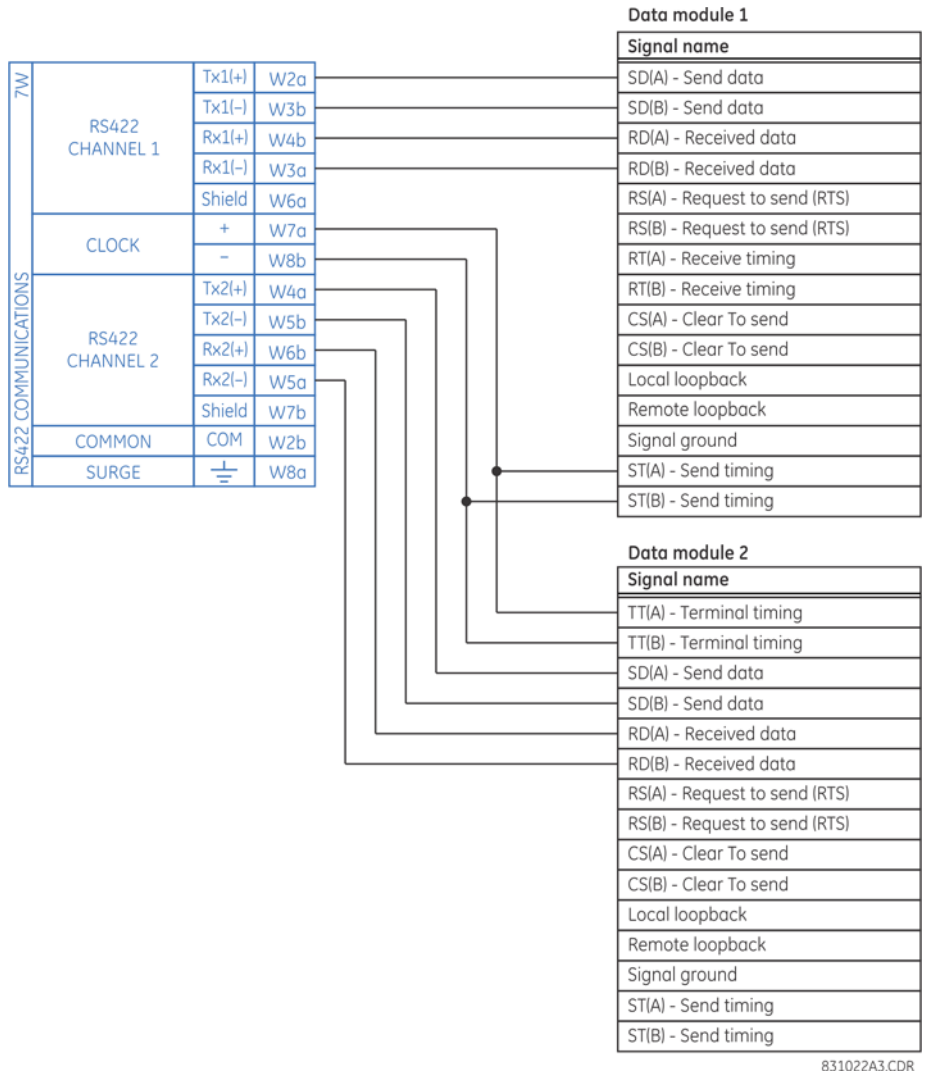 Data module 1
Signal name
SD(A) - Send data
SD(B) - Send data
RD(A) - Received data
RD(B) - Received data
RS(A) - Request to send (RTS)
RS(B) - Request to send (RTS)
RT(A) - Receive timing
RT(B) - Receive timing
CS(A) - Clear To send
CS(B) - Clear To send
Local loopback
Remote loopback
Signal ground
ST(A) - Send timing
ST(B) - Send timing
7W
RS422 COMMUNICATIONS
RS422
CHANNEL 1
Tx1(+) W2a
Tx1(–) W3b
Rx1(+) W4b
Rx1(–) W3a
Shield W6a
CLOCK
+ W7a
– W8b
RS422
CHANNEL 2
Tx2(+) W4a
Tx2(–) W5b
Rx2(+) W6b
Rx2(–) W5a
Shield W7b
COMMON COM W2b
SURGE W8a
Data module 2
Signal name
TT(A) - Terminal timing
TT(B) - Terminal timing
SD(A) - Send data
SD(B) - Send data
RD(A) - Received data
RD(B) - Received data
RS(A) - Request to send (RTS)
RS(B) - Request to send (RTS)
CS(A) - Clear To send
CS(B) - Clear To send
Local loopback
Remote loopback
Signal ground
ST(A) - Send timing
ST(B) - Send timing
831022A3.CDR